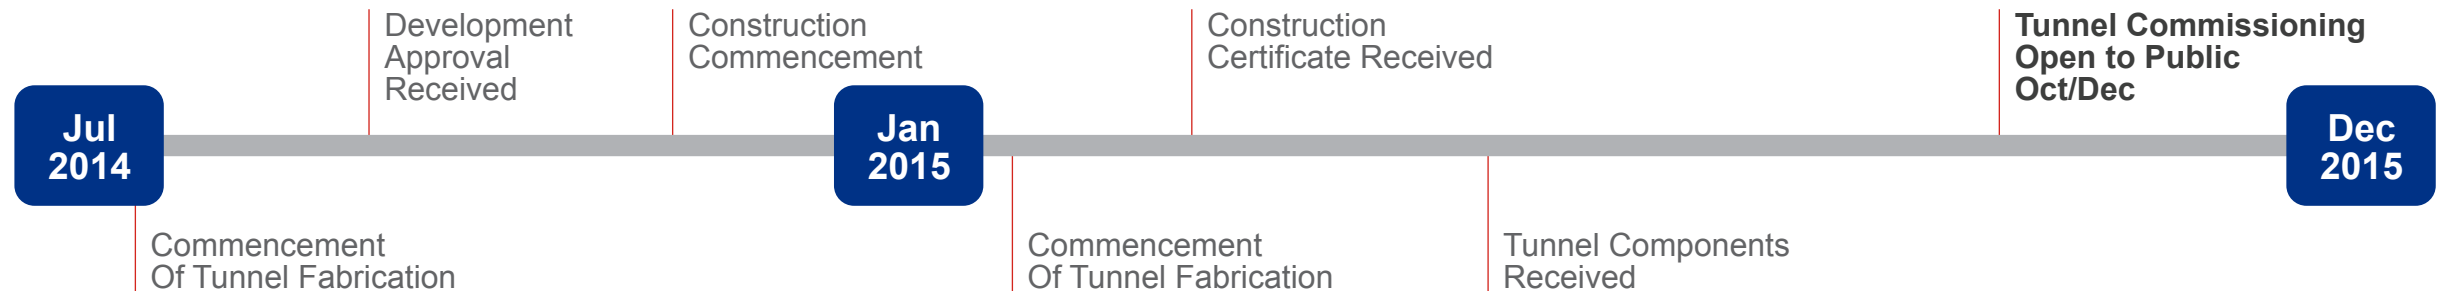 Development
Approval
Received
Construction
Commencement
Construction
Certificate Received
Tunnel Commissioning
Open to Public
Oct/Dec
Jul
2014
Jan
2015
Dec
2015
Commencement
Of Tunnel Fabrication
Commencement
Of Tunnel Fabrication
Tunnel Components
Received